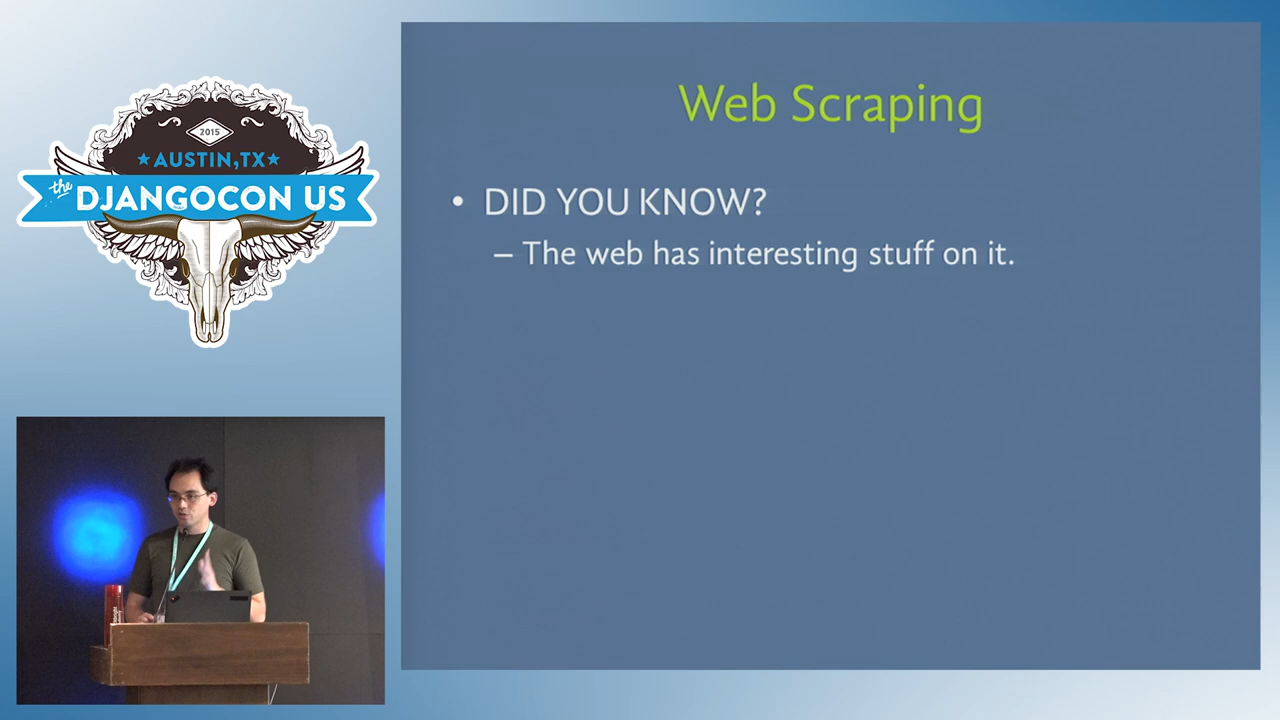 2015
AUSTIN, TX
the
DJANGOCON US
Web Scraping
• DID YOU KNOW?
– The web has interesting stuff on it.